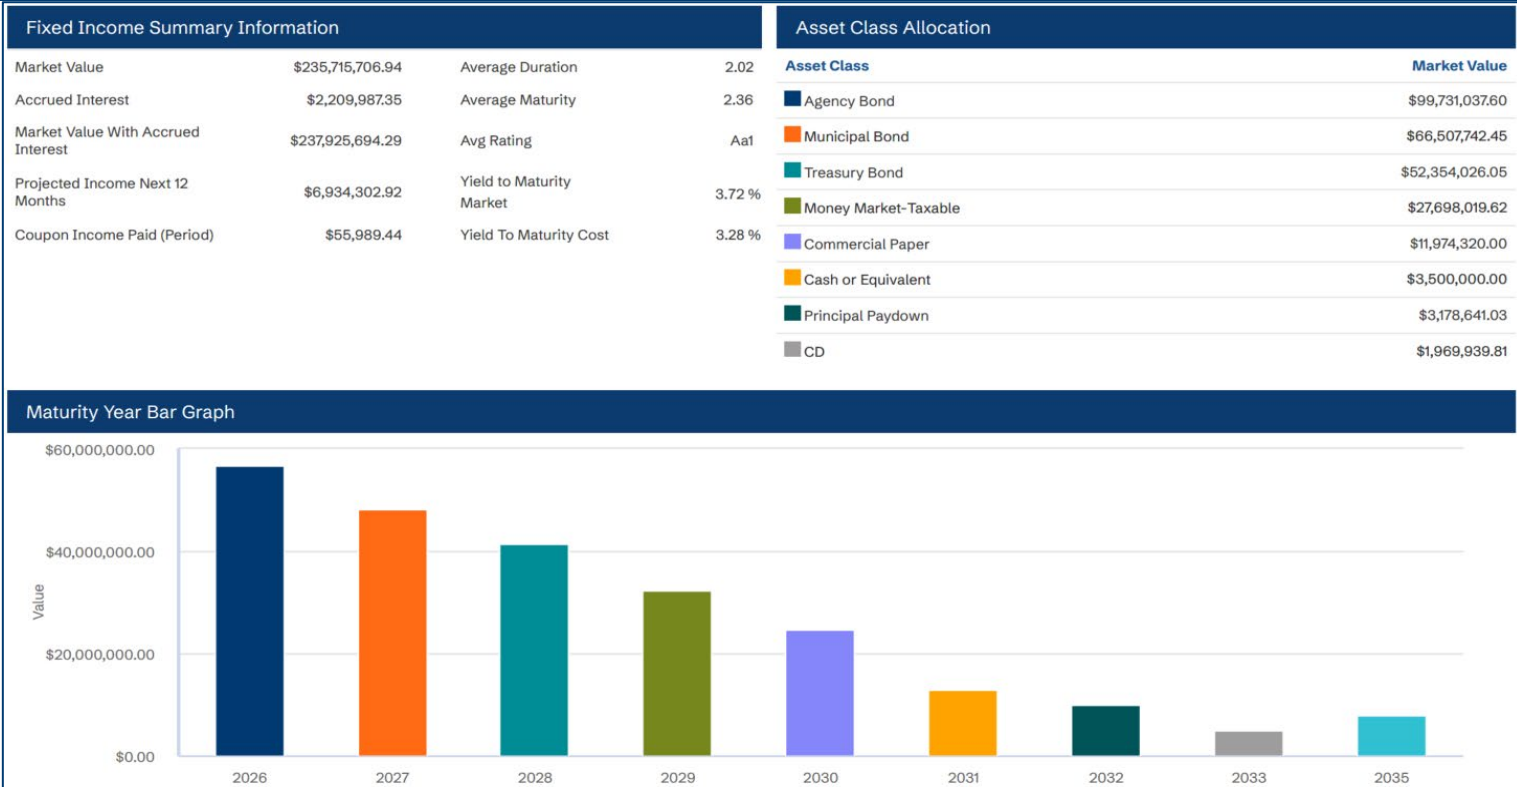 Fixed Income Summary Information
Market Value $235,715,706.94 Average Duration 2.02
Accrued Interest $2,209,987.35 Average Maturity 2.36
Market Value With Accrued
Interest $237,925,694.29 Avg Rating Aa1
Projected Income Next 12
Months $6,934,302.92 Yield to Maturity
Market 3.72 %
Coupon Income Paid (Period) $55,989.44 Yield To Maturity Cost 3.28 %
Asset Class Allocation
Asset Class Market Value
Agency Bond $99,731,037.60
Municipal Bond $66,507,742.45
Treasury Bond $52,354,026.05
Money Market-Taxable $27,698,019.62
Commercial Paper $11,974,320.00
Cash or Equivalent $3,500,000.00
Principal Paydown $3,178,641.03
CD $1,969,939.81
Maturity Year Bar Graph
$60,000,000.00
$40,000,000.00
$20,000,000.00
$0.00
Value
2026 2027 2028 2029 2030 2031 2032 2033 2035